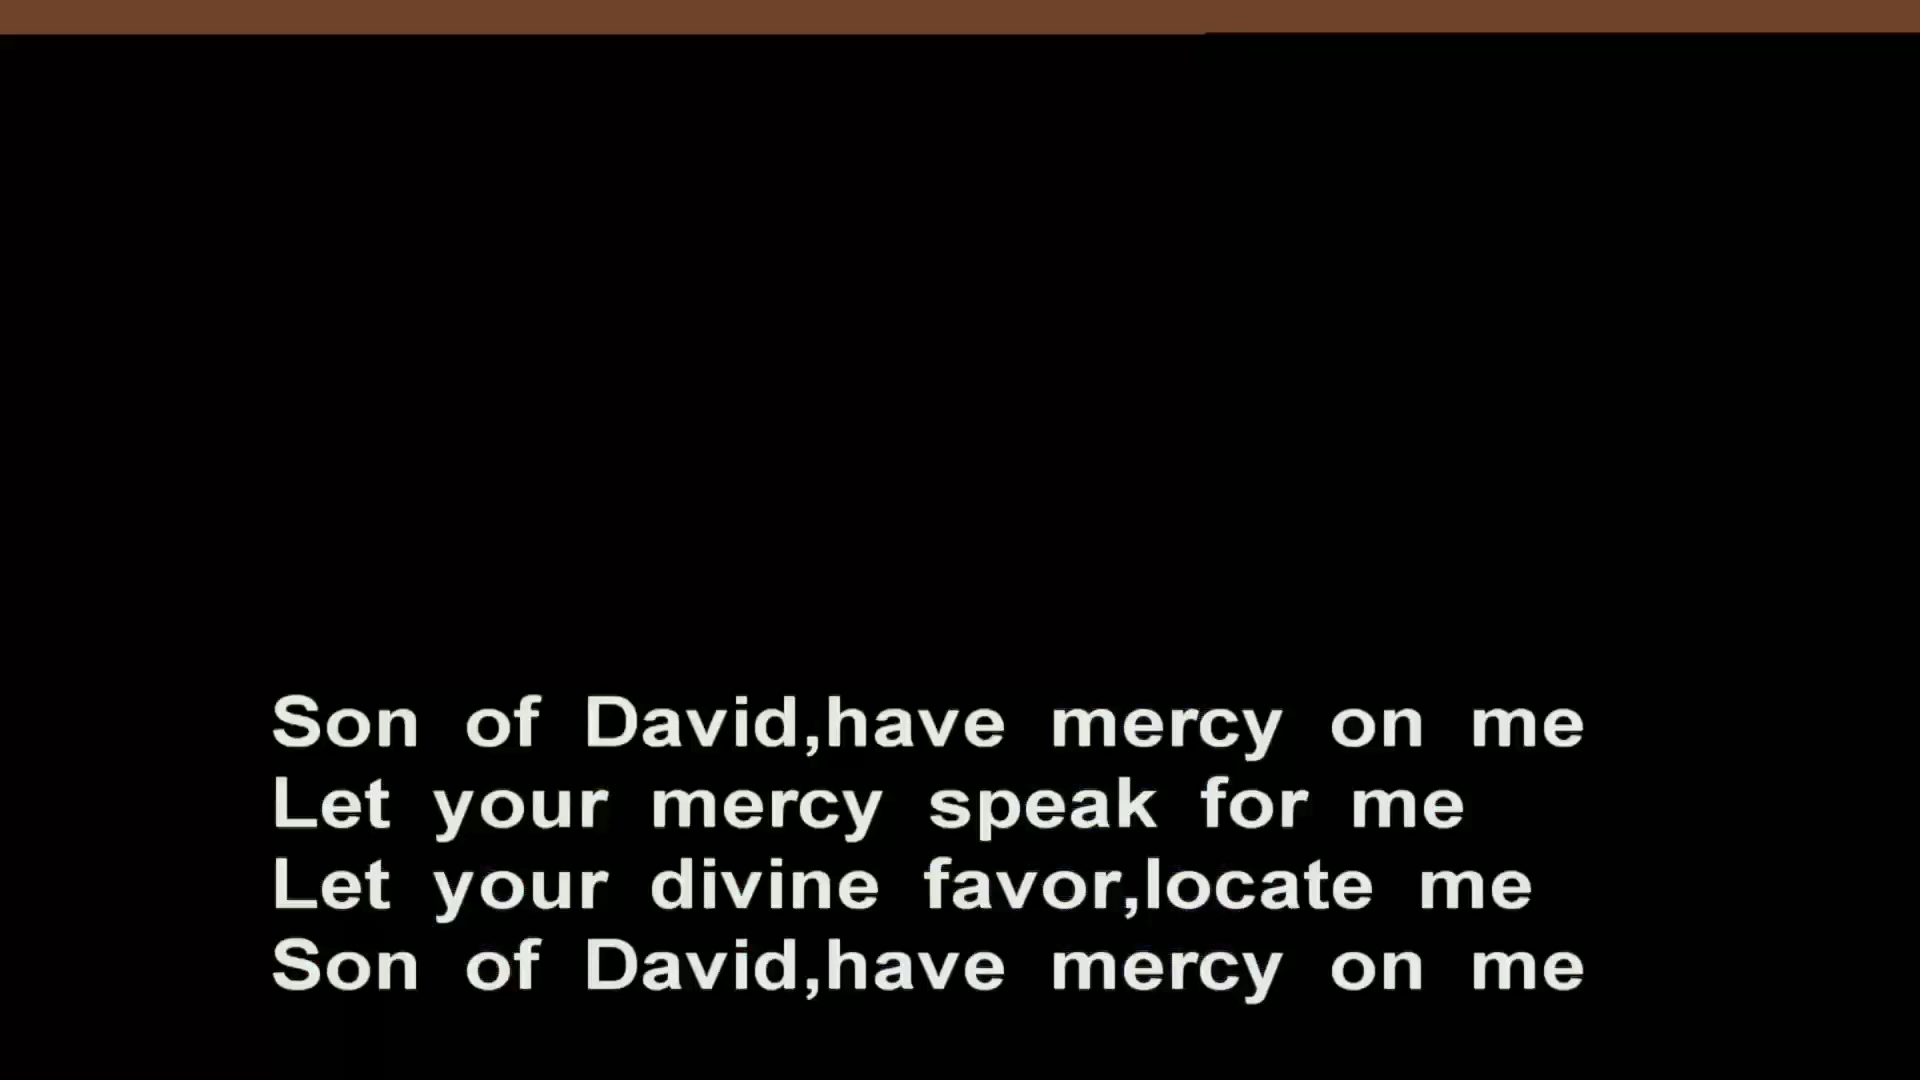 Son of David,have mercy on me
Let your mercy speak for me
Let your divine favor,locate me
Son of David,have mercy on me